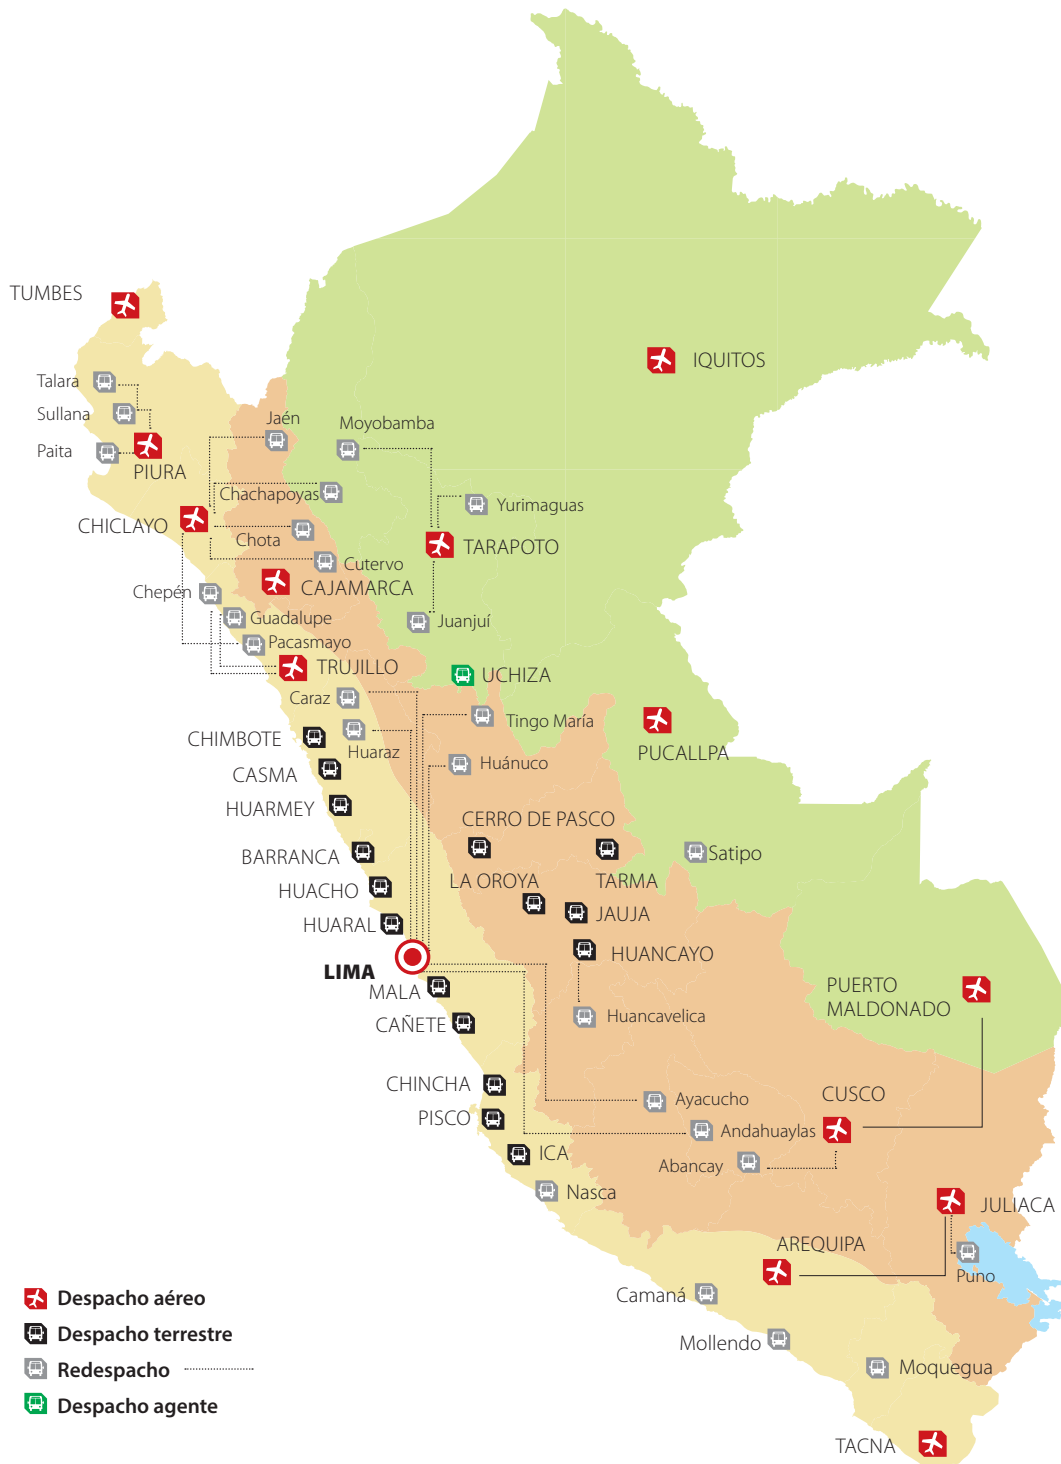 TUMBES
IQUITOS
Talara
Sullana
Paita
PIURA
Jaén
Moyobamba
Chachapoyas
Yurimaguas
CHICLAYO
Chota
TARAPOTO
Cutervo
CAJAMARCA
Chepén
Guadalupe
Juanjuí
Pacasmayo
TRUJILLO
UCHIZA
Caraz
Tingo María
CHIMBOTE
Huaraz
PUCALLPA
CASMA
Huánuco
HUARMEY
CERRO DE PASCO
BARRANCA
Satipo
HUACHO
LA OROYA
TARMA
HUARAL
JAUJA
HUANCAYO
LIMA
MALA
PUERTO
MALDONADO
CAÑETE
Huancavelica
CHINCHA
CUSCO
Ayacucho
PISCO
Andahuaylas
ICA
Abancay
Nasca
JULIACA
AREQUIPA
Puno
Camaná
Mollendo
Moquegua
TACNA
Despacho aéreo
Despacho terrestre
Redespacho
Despacho agente